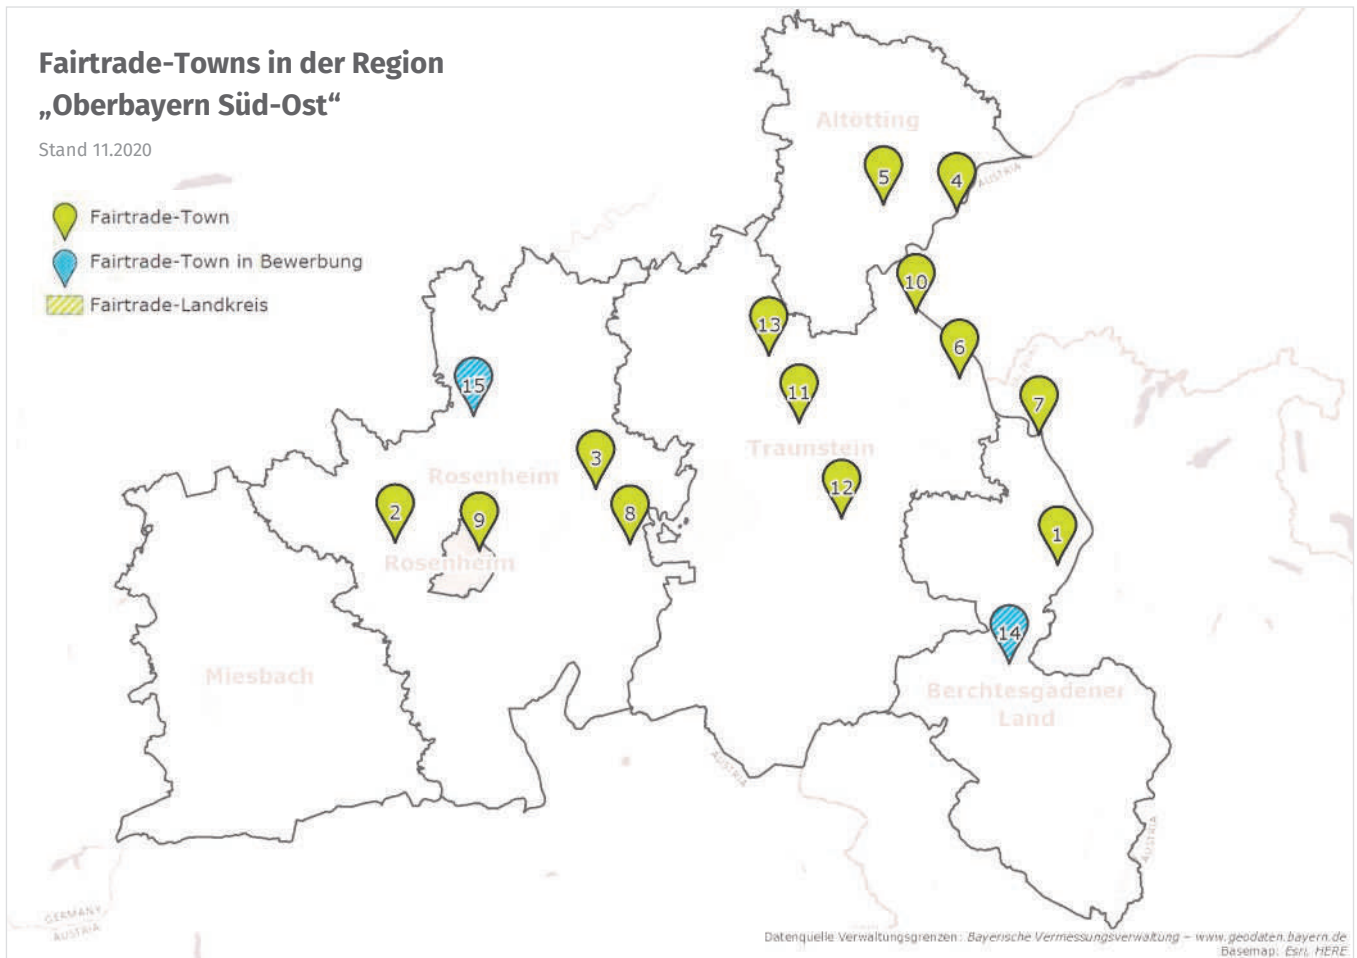 Fairtrade-Towns in der Region
„Oberbayern Süd-Ost“
Stand 11.2020
Fairtrade-Town
Fairtrade-Town in Bewerbung
Fairtrade-Landkreis
Altötting
5
4
AUSTRIA
10
13
6
15
11
7
Traunstein
3
Rosenheim
12
2
9
8
1
Rosenheim
14
Miesbach
Berchtesgadener
Land
AUSTRIA
AUSTRIA
GERMANY
AUSTRIA
Datenquelle Verwaltungsgrenzen: Bayerische Vermessungsverwaltung – www.geodaten.bayern.de
Basemap: Esri, HERE